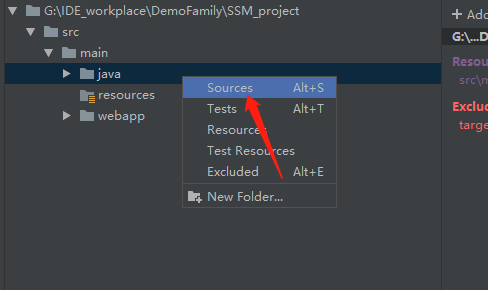 G:\IDE_workplace\DemoFamily\SSM_project
src
main
java
resources
webapp
Sources Alt+S
Tests Alt+T
Resources
Test Resources
Excluded Alt+E
New Folder...
+ Add
G:\...D
Resou
src\m
Exclu
targe